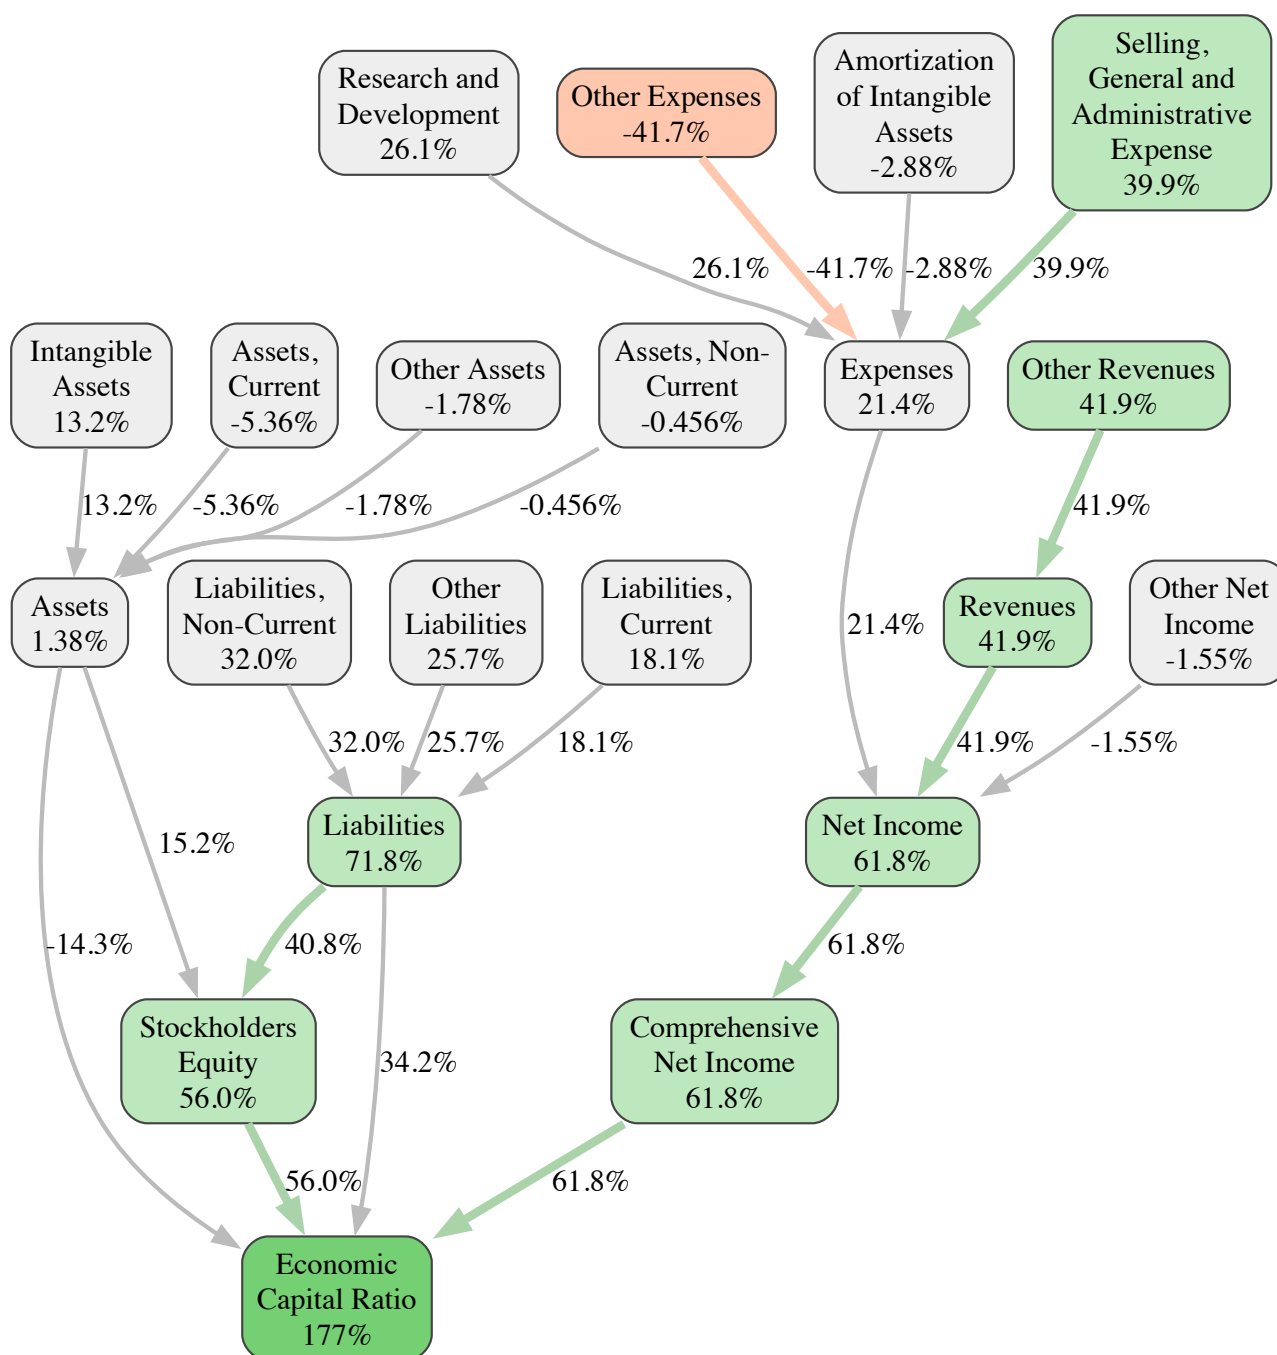 Research and
Development
26.1%
Other Expenses
-41.7%
Amortization
of Intangible
Assets
-2.88%
Selling,
General and
Administrative
Expense
39.9%
26.1%
-41.7%
-2.88%
39.9%
Intangible
Assets
13.2%
Assets,
Current
-5.36%
Other Assets
-1.78%
Assets, Non-
Current
-0.456%
Expenses
21.4%
Other Revenues
41.9%
13.2%
-5.36%
-1.78%
-0.456%
41.9%
Assets
1.38%
Liabilities,
Non-Current
32.0%
Other
Liabilities
25.7%
Liabilities,
Current
18.1%
21.4%
Revenues
41.9%
Other Net
Income
-1.55%
32.0%
25.7%
18.1%
41.9%
-1.55%
15.2%
Liabilities
71.8%
Net Income
61.8%
-14.3%
40.8%
61.8%
Stockholders
Equity
56.0%
34.2%
Comprehensive
Net Income
61.8%
56.0%
61.8%
Economic
Capital Ratio
177%